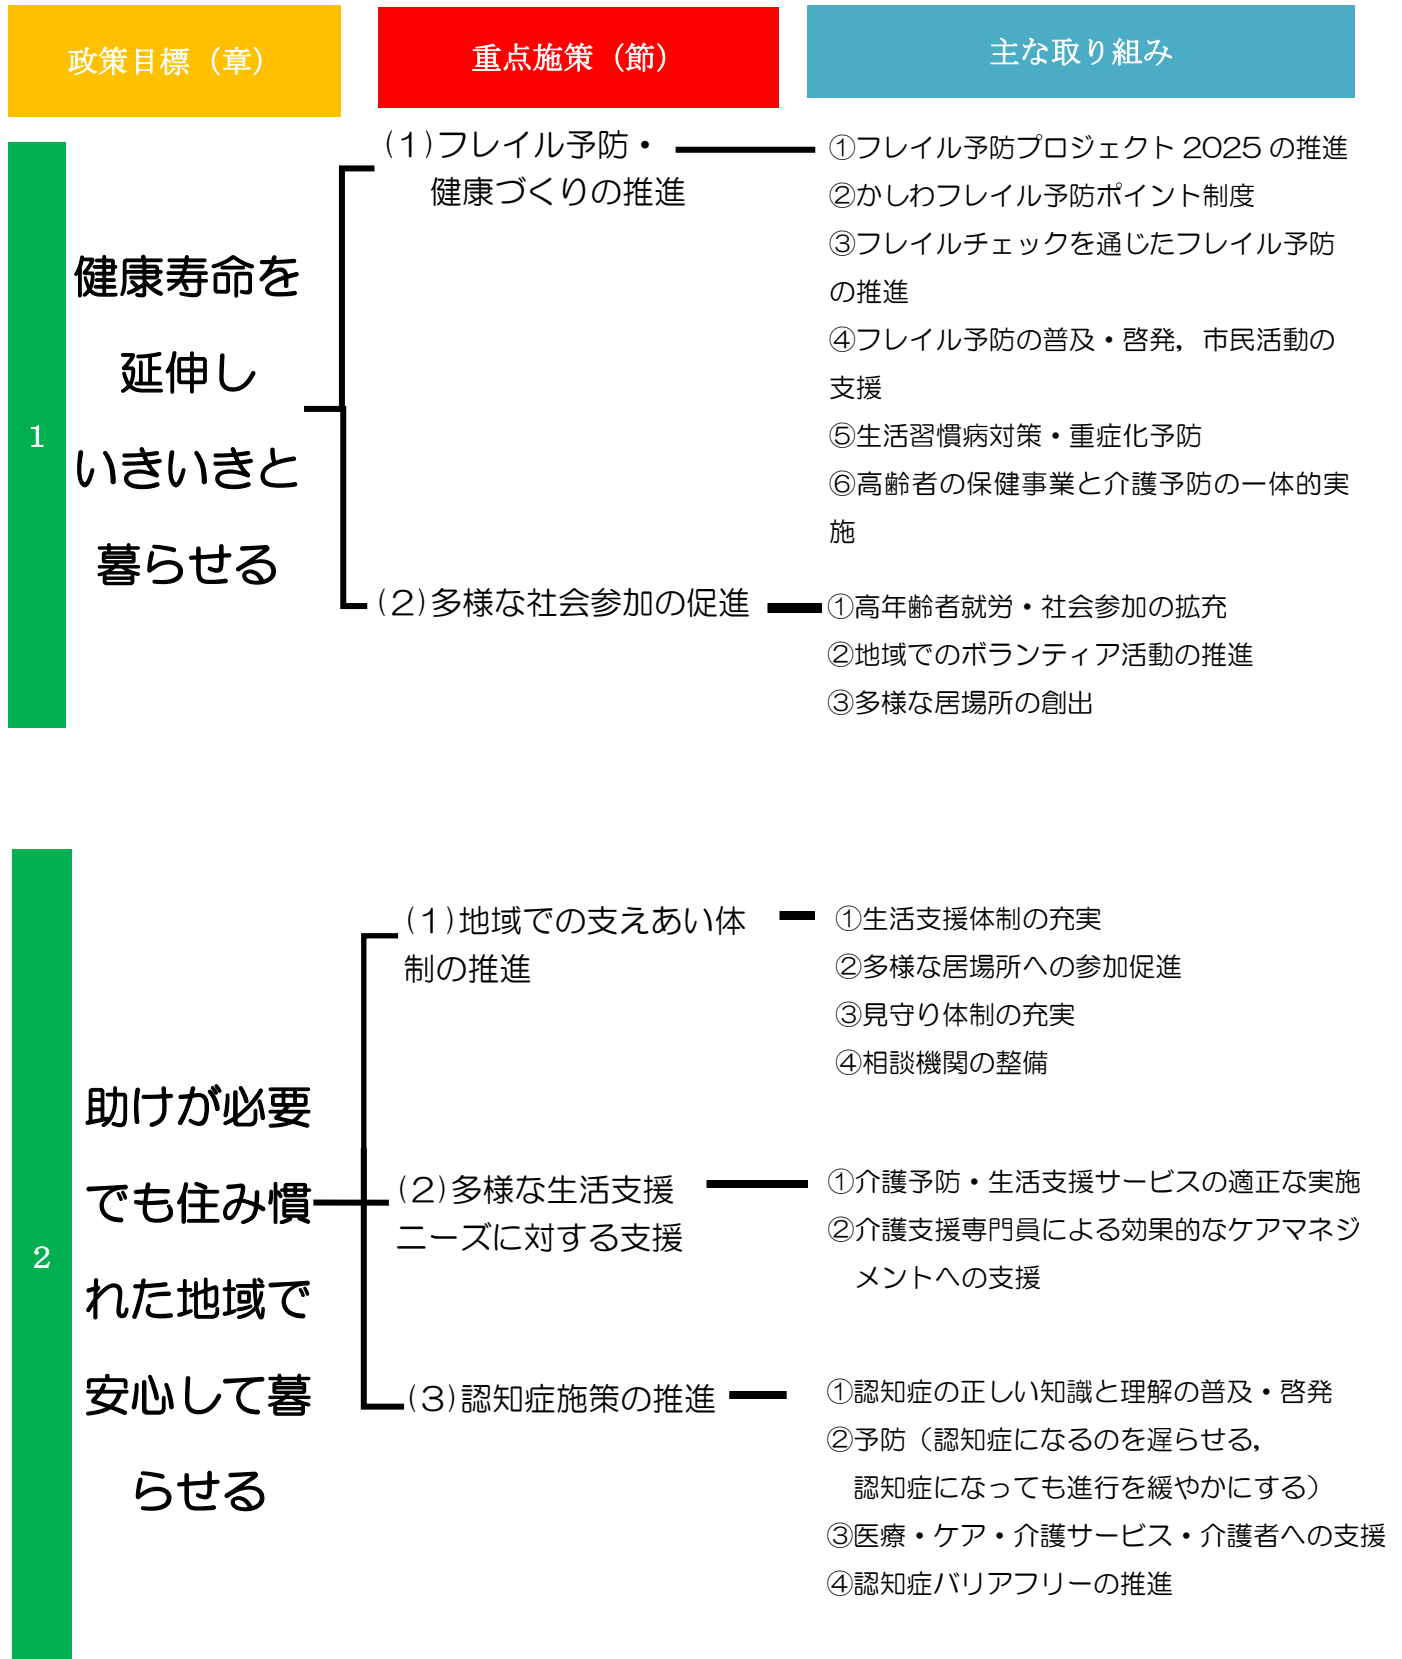 政策目標（章）
重点施策（節）
主な取り組み
1
健康寿命を
延伸し
いきいきと
暮らせる
(1)フレイル予防・
健康づくりの推進
①フレイル予防プロジェクト 2025 の推進
②かしわフレイル予防ポイント制度
③フレイルチェックを通じたフレイル予防
の推進
④フレイル予防の普及・啓発，市民活動の
支援
⑤生活習慣病対策・重症化予防
⑥高齢者の保健事業と介護予防の一体的実
施
(2)多様な社会参加の促進
①高年齢者就労・社会参加の拡充
②地域でのボランティア活動の推進
③多様な居場所の創出
2
助けが必要
でも住み慣
れた地域で
安心して暮
らせる
(1)地域での支えあい体
制の推進
①生活支援体制の充実
②多様な居場所への参加促進
③見守り体制の充実
④相談機関の整備
(2)多様な生活支援
ニーズに対する支援
①介護予防・生活支援サービスの適正な実施
②介護支援専門員による効果的なケアマネジ
メントへの支援
(3)認知症施策の推進
①認知症の正しい知識と理解の普及・啓発
②予防（認知症になるのを遅らせる，
認知症になっても進行を緩やかにする）
③医療・ケア・介護サービス・介護者への支援
④認知症バリアフリーの推進